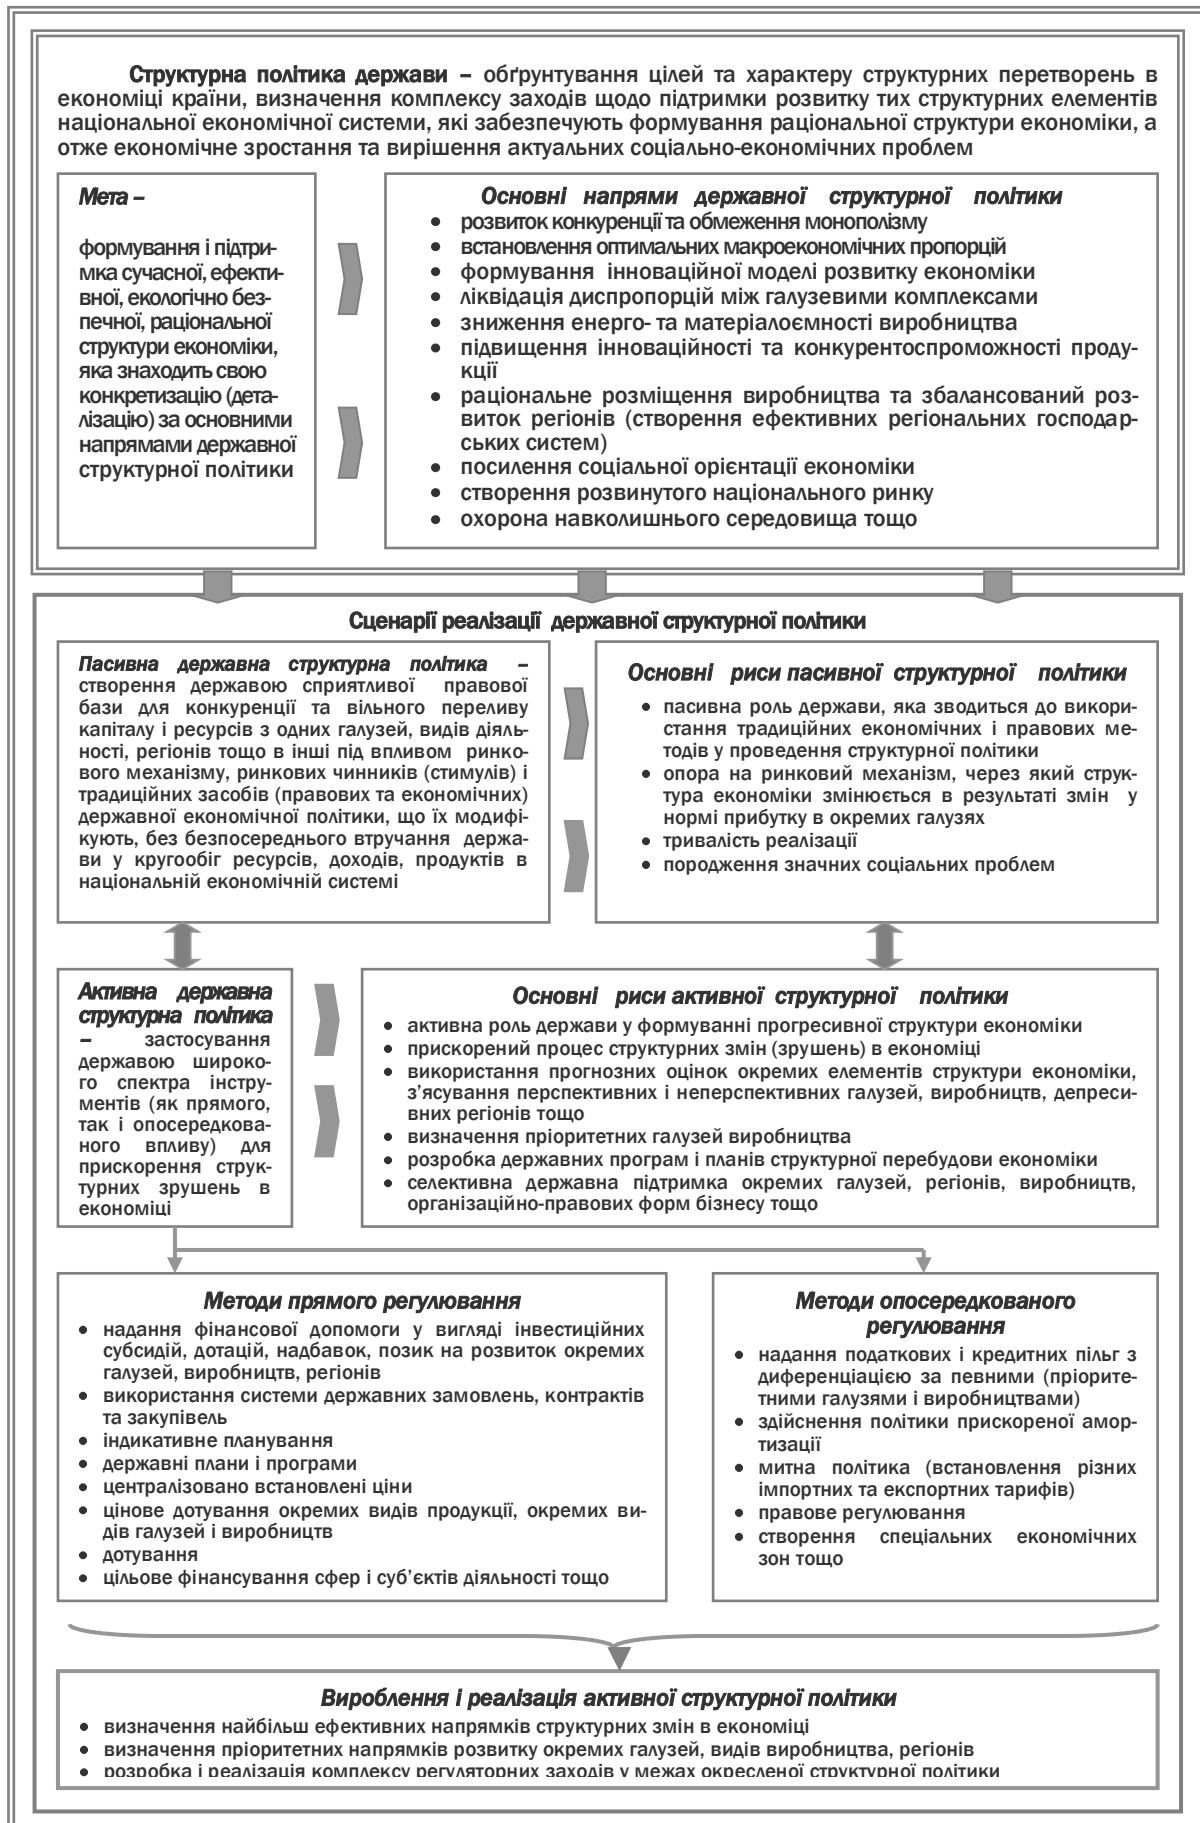 Структурна політика держави – обґрунтування цілей та характеру структурних перетворень в
економіці країни, визначення комплексу заходів щодо підтримки розвитку тих структурних елементів
національної економічної системи, які забезпечують формування раціональної структури економіки, а
отже економічне зростання та вирішення актуальних соціально-економічних проблем
Мета –
формування і підтри-
мка сучасної, ефекти-
вної, екологічно без-
печної, раціональної
структури економіки,
яка знаходить свою
конкретизацію (дета-
лізацію) за основними
напрямами державної
структурної політики
Основні напрями державної структурної політики
• розвиток конкуренції та обмеження монополізму
• встановлення оптимальних макроекономічних пропорцій
• формування інноваційної моделі розвитку економіки
• ліквідація диспропорцій між галузевими комплексами
• зниження енерго- та матеріалоємності виробництва
• підвищення інноваційності та конкурентоспроможності проду-
кції
• раціональне розміщення виробництва та збалансований роз-
виток регіонів (створення ефективних регіональних господар-
ських систем)
• посилення соціальної орієнтації економіки
• створення розвинутого національного ринку
• охорона навколишнього середовища тощо
Сценарії реалізації державної структурної політики
Пасивна державна структурна політика –
створення державою сприятливої правової
бази для конкуренції та вільного переливу
капіталу і ресурсів з одних галузей, видів діяль-
ності, регіонів тощо в інші під впливом ринко-
вого механізму, ринкових чинників (стимулів) і
традиційних засобів (правових та економічних)
державної економічної політики, що їх модифі-
кують, без безпосереднього втручання держа-
ви у кругообіг ресурсів, доходів, продуктів в
національній економічній системі
Основні риси пасивної структурної політики
• пасивна роль держави, яка зводиться до викори-
стання традиційних економічних і правових ме-
тодів у проведення структурної політики
• опора на ринковий механізм, через який струк-
тура економіки змінюється в результаті змін у
нормі прибутку в окремих галузях
• тривалість реалізації
• породження значних соціальних проблем
Активна державна
структурна політика
– застосування
державою широко-
го спектра інстру-
ментів (як прямого,
так і опосередкова-
ного впливу) для
прискорення струк-
турних зрушень в
економіці
Основні риси активної структурної політики
• активна роль держави у формуванні прогресивної структури економіки
• прискорений процес структурних змін (зрушень) в економіці
• використання прогнозних оцінок окремих елементів структури економіки,
з'ясування перспективних і неперспективних галузей, виробництв, депреси-
вних регіонів тощо
• визначення пріоритетних галузей виробництва
• розробка державних програм і планів структурної перебудови економіки
• селективна державна підтримка окремих галузей, регіонів, виробництв,
організаційно-правових форм бізнесу тощо
Методи прямого регулювання
• надання фінансової допомоги у вигляді інвестиційних
субсидій, дотацій, надбавок, позик на розвиток окремих
галузей, виробництв, регіонів
• використання системи державних замовлень, контрактів
та закупівель
• індикативне планування
• державні плани і програми
• централізовано встановлені ціни
• цінове дотування окремих видів продукції, окремих ви-
дів галузей і виробництв
• дотування
• цільове фінансування сфер і суб'єктів діяльності тощо
Методи опосередкованого
регулювання
• надання податкових і кредитних пільг з
диференціацією за певними (пріорите-
тними галузями і виробництвами)
• здійснення політики прискореної амор-
тизації
• митна політика (встановлення різних
імпортних та експортних тарифів)
• правове регулювання
• створення спеціальних економічних
зон тощо
Вироблення і реалізація активної структурної політики
• визначення найбільш ефективних напрямків структурних змін в економіці
• визначення пріоритетних напрямків розвитку окремих галузей, видів виробництва, регіонів
• розробка і реалізація комплексу регуляторних заходів у межах окресленої структурної політики